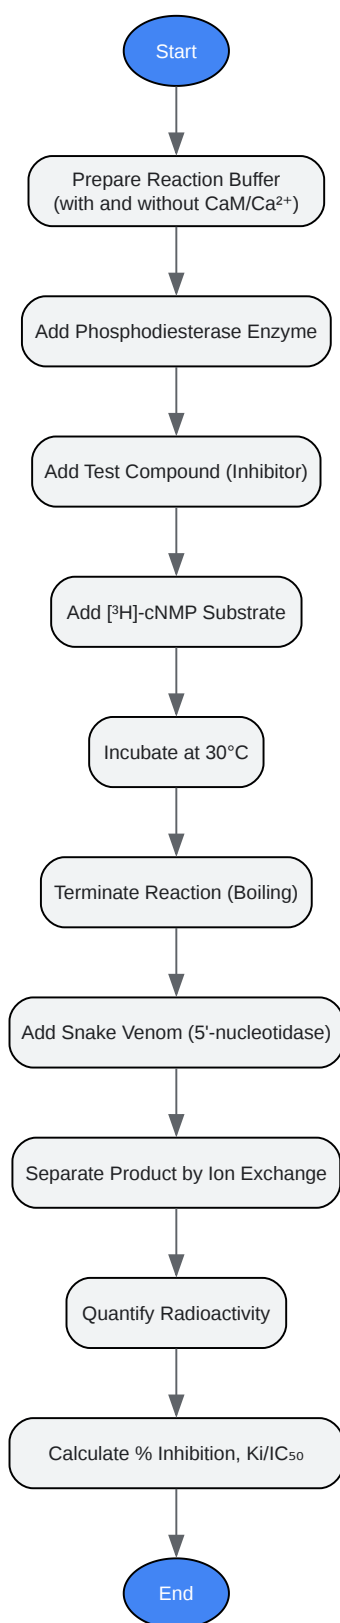 Start
Prepare Reaction Buffer
(with and without CaM/Ca²⁺)
Add Phosphodiesterase Enzyme
Add Test Compound (Inhibitor)
Add [³H]-cNMP Substrate
Incubate at 30°C
Terminate Reaction (Boiling)
Add Snake Venom (5'-nucleotidase)
Separate Product by Ion Exchange
Quantify Radioactivity
Calculate % Inhibition, Ki/IC₅₀
End